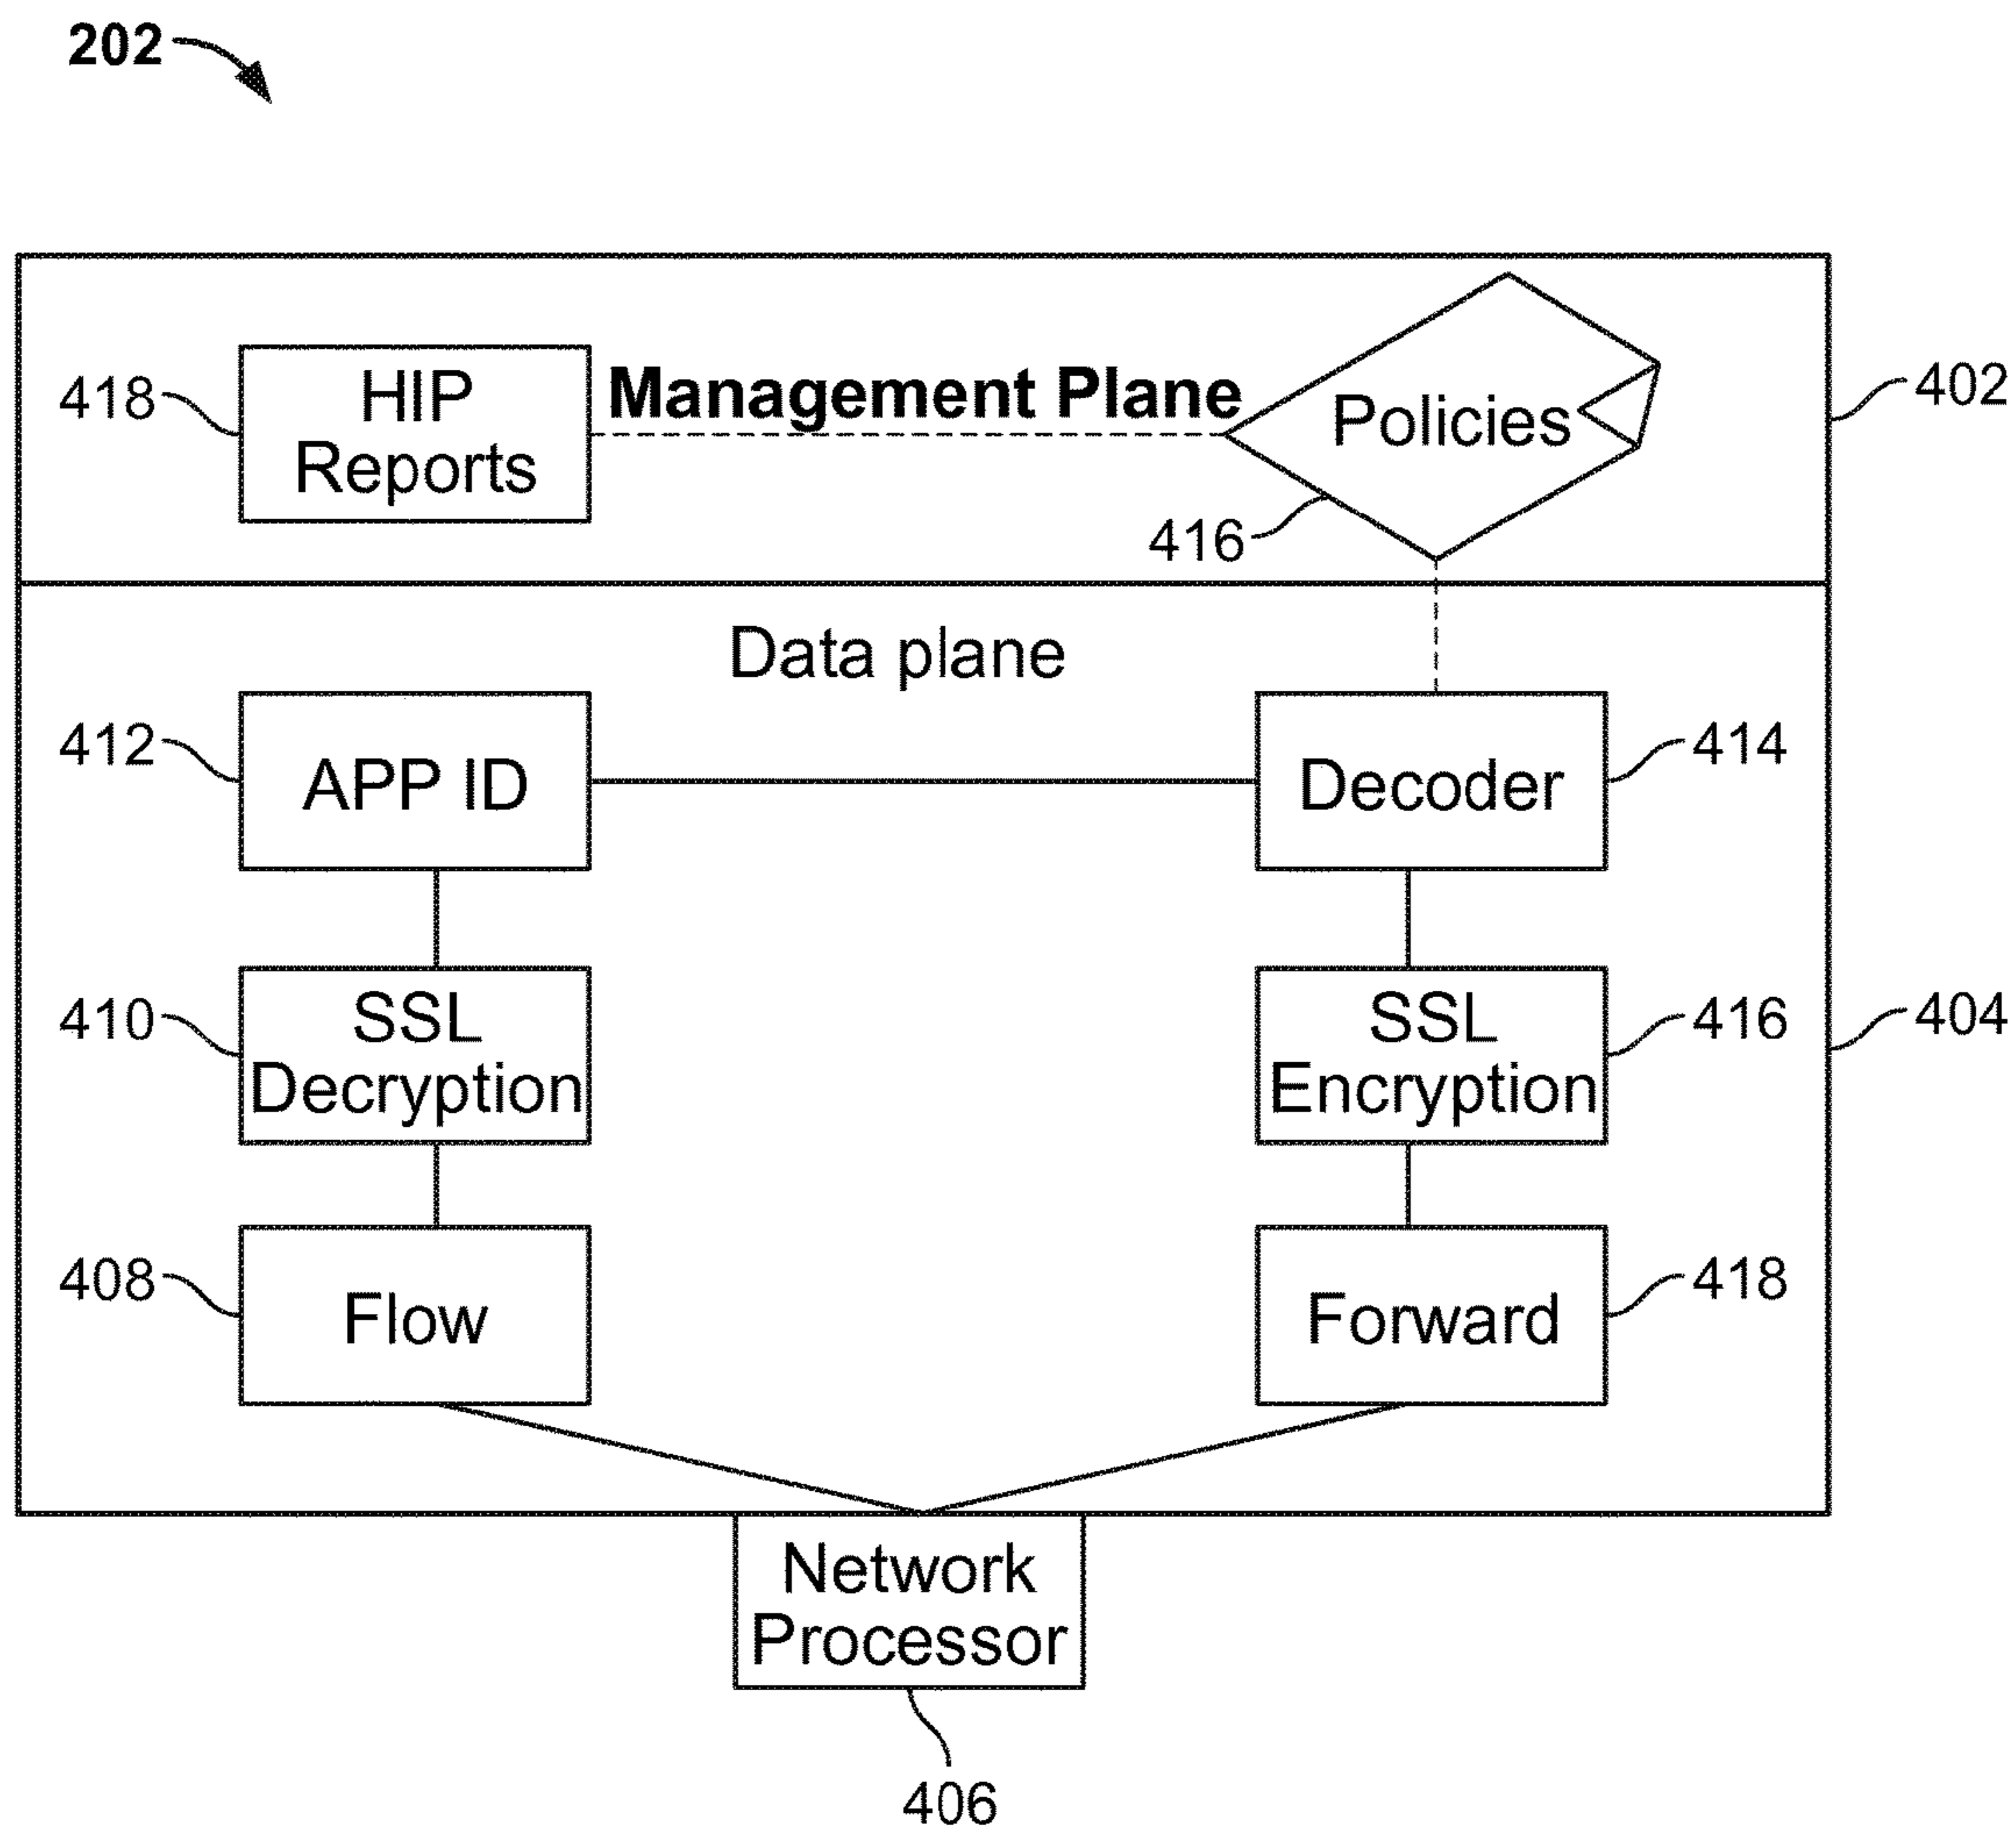 202
418
HIP
Reports
Management Plane
Policies
402
416
Data plane
412
APP ID
Decoder
414
410
SSL
Decryption
SSL
Encryption
416
404
408
Flow
Forward
418
Network
Processor
406